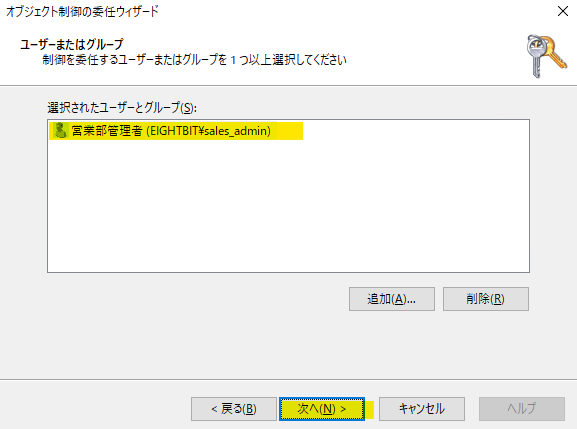 オブジェクト制御の委任ウィザード
ユーザーまたはグループ
制御を委任するユーザーまたはグループを 1 つ以上選択してください
選択されたユーザーとグループ(S):
営業部管理者 (EIGHTBIT¥sales_admin)
追加(A)... 削除(R)
< 戻る(B) 次へ(N) > キャンセル ヘルプ